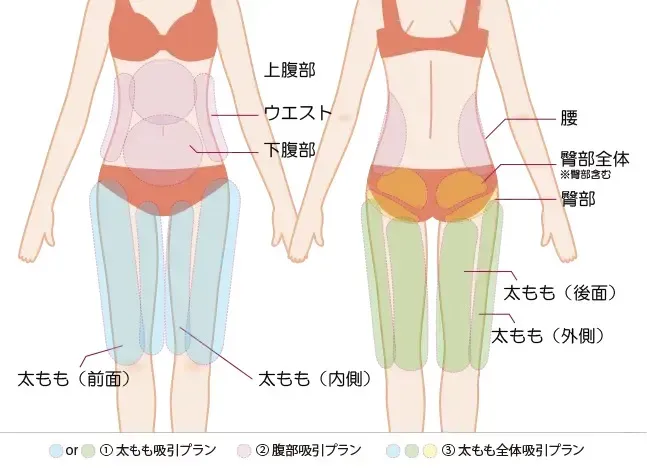 上腹部
ウエスト
下腹部
太もも（前面）
太もも（内側）
腰
臀部全体
※臀部含む
臀部
太もも（後面）
太もも（外側）
or ①太もも吸引プラン ②腹部吸引プラン ③太もも全体吸引プラン